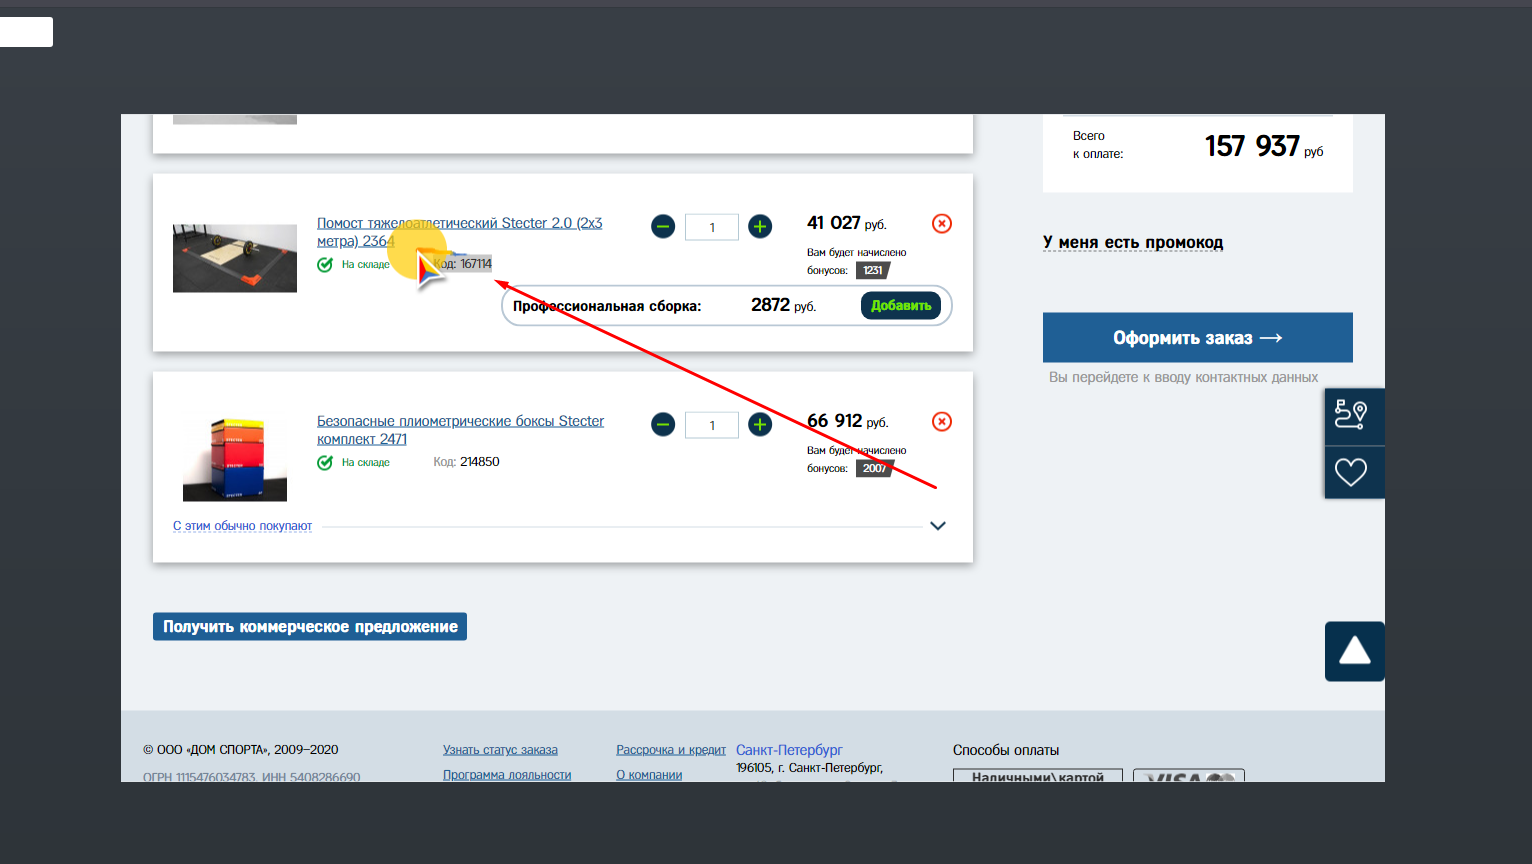 Всего
к оплате:
157 937 руб
Помост тяжелоатлетический Stecter 2.0 (2х3
метра) 2364
На складе
Код: 167114
1
41 027 руб.
Вам будет начислено
бонусов: 1231
Профессиональная сборка: 2872 руб. Добавить
У меня есть промокод
Оформить заказ →
Вы перейдете к вводу контактных данных
Безопасные плиометрические боксы Stecter
комплект 2471
На складе
Код: 214850
1
66 912 руб.
Вам будет начислено
бонусов: 2007
С этим обычно покупают
Получить коммерческое предложение
© ООО «ДОМ СПОРТА», 2009–2020
ОГРН 1115476034783, ИНН 5408286690
Узнать статус заказа
Программа лояльности
Рассрочка и кредит
О компании
Санкт-Петербург
196105, г. Санкт-Петербург,
Способы оплаты
Наличными\картой
VISA